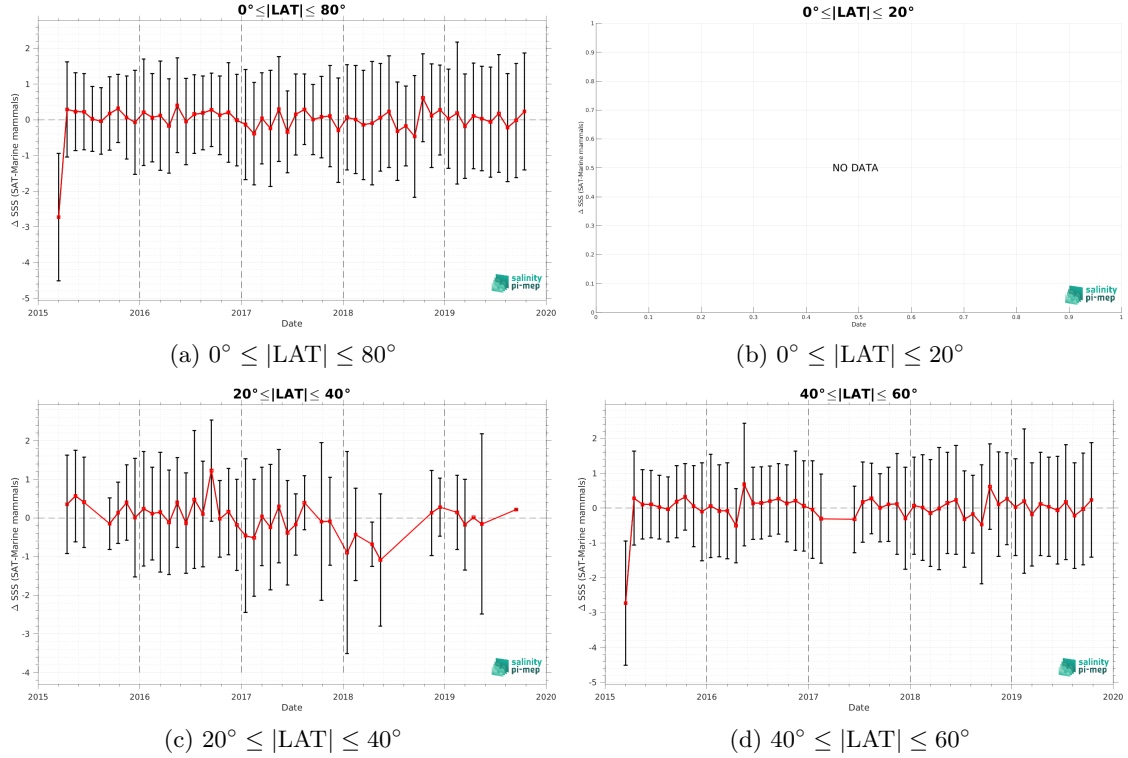 0°≤|LAT|≤ 80°
Δ SSS (SAT-Marine mammals)
2
1
0
-1
-2
-3
-4
-5
2015
2016
2017
2018
2019
2020
Date
salinity
pi-mep
(a) 0° ≤ |LAT| ≤ 80°
0°≤|LAT|≤ 20°
Δ SSS (SAT-Marine mammals)
1
0.9
0.8
0.7
0.6
0.5
0.4
0.3
0.2
0.1
0
NO DATA
0
0.1
0.2
0.3
0.4
0.5
0.6
0.7
0.8
0.9
1
Date
salinity
pi-mep
(b) 0° ≤ |LAT| ≤ 20°
20°≤|LAT|≤ 40°
Δ SSS (SAT-Marine mammals)
2
1
0
-1
-2
-3
-4
2015
2016
2017
2018
2019
2020
Date
salinity
pi-mep
(c) 20° ≤ |LAT| ≤ 40°
40°≤|LAT|≤ 60°
Δ SSS (SAT-Marine mammals)
2
1
0
-1
-2
-3
-4
-5
2015
2016
2017
2018
2019
2020
Date
salinity
pi-mep
(d) 40° ≤ |LAT| ≤ 60°